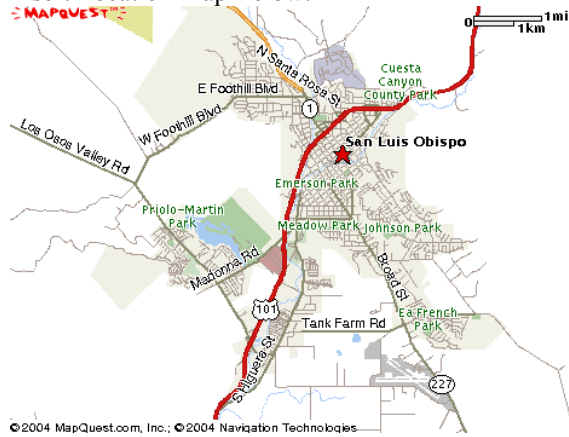 MAPQUEST™
0 1mi
1km
N Santa Rosa St
Cuesta
Canyon
County Park
E Foothill Blvd
1
W Foothill Blvd
Los Osos Valley Rd
San Luis Obispo
Emerson Park
Priolo-Martin
Park
Meadow Park
Johnson Park
Madonna Rd
Broad St
101
Ea French
Park
Tank Farm Rd
S Higuera St
227
©2004 MapQuest.com, Inc.; ©2004 Navigation Technologies